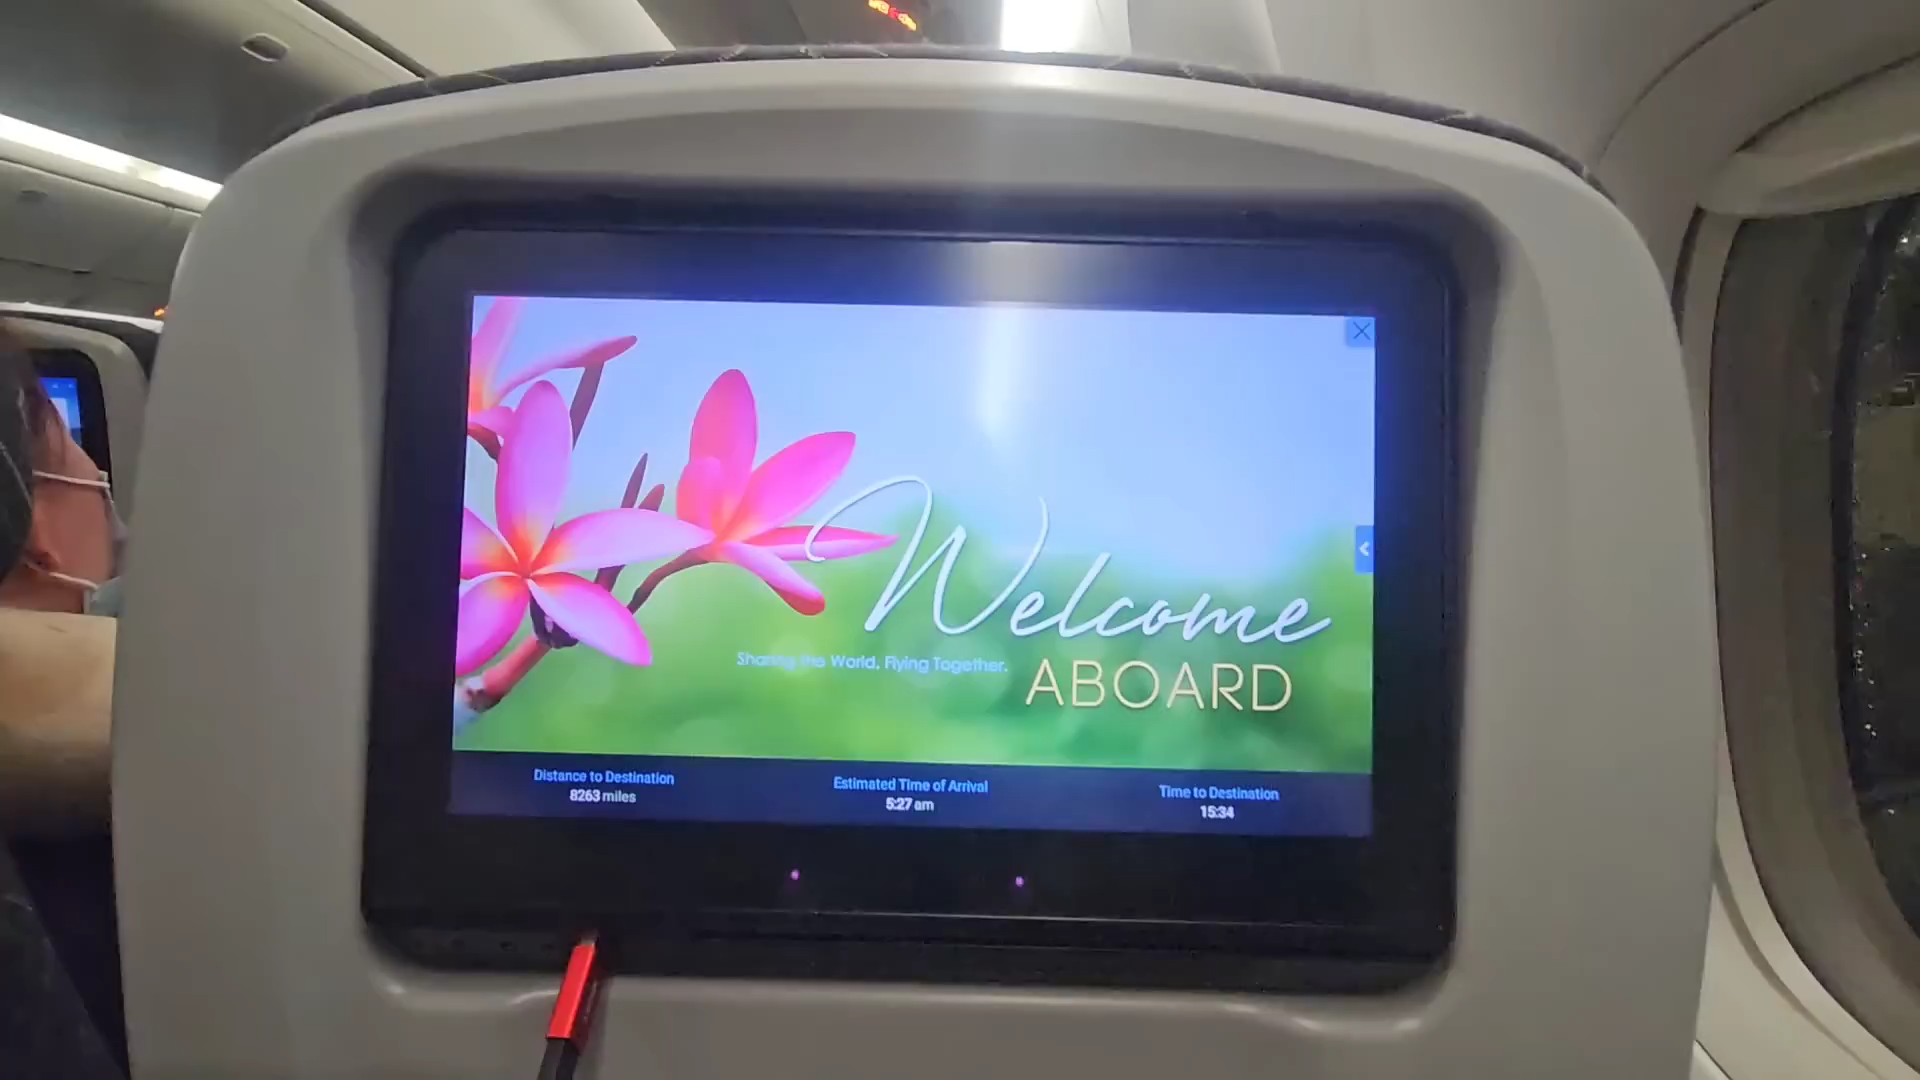 Welcome
Sharing the World, Flying Together.
ABOARD
Distance to Destination
8263 miles
Estimated Time of Arrival
5:27 am
Time to Destination
15:34